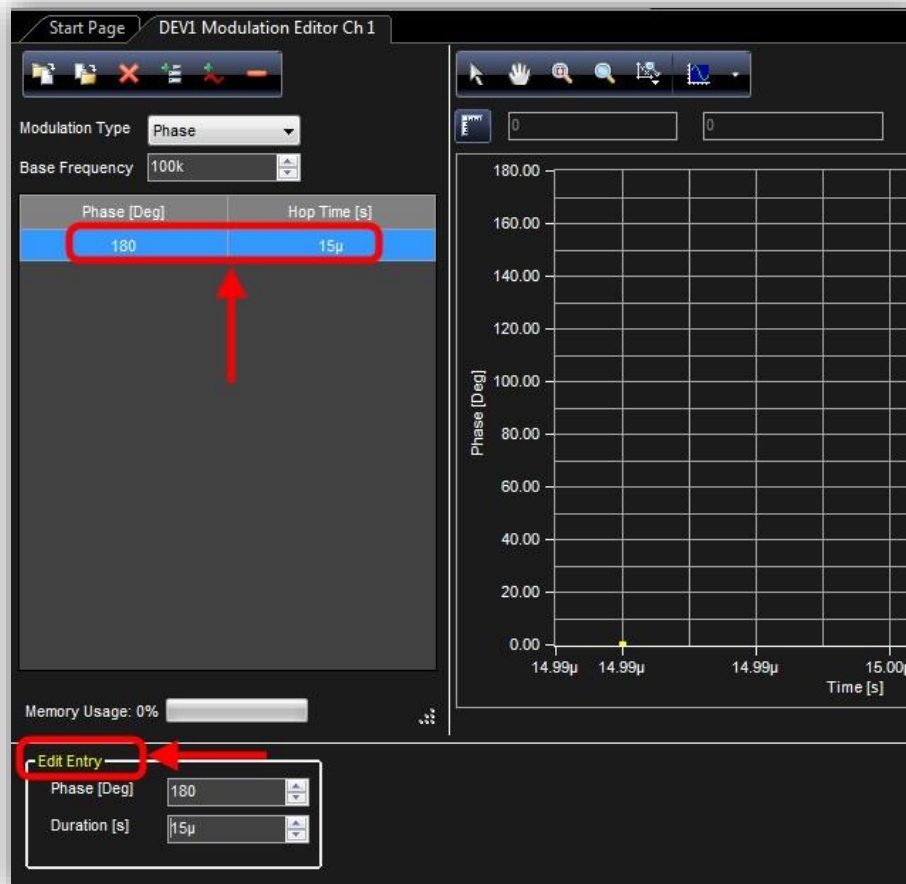 Start Page
DEV1 Modulation Editor Ch 1
Modulation Type Phase
Base Frequency 100k
Phase [Deg] Hop Time [s]
180 15µ
Memory Usage: 0%
Edit Entry
Phase [Deg] 180
Duration [s] 15µ
0 0
180.00
160.00
140.00
120.00
100.00
80.00
60.00
40.00
20.00
0.00
Phase [Deg]
14.99µ 14.99µ 14.99µ 15.00µ
Time [s]